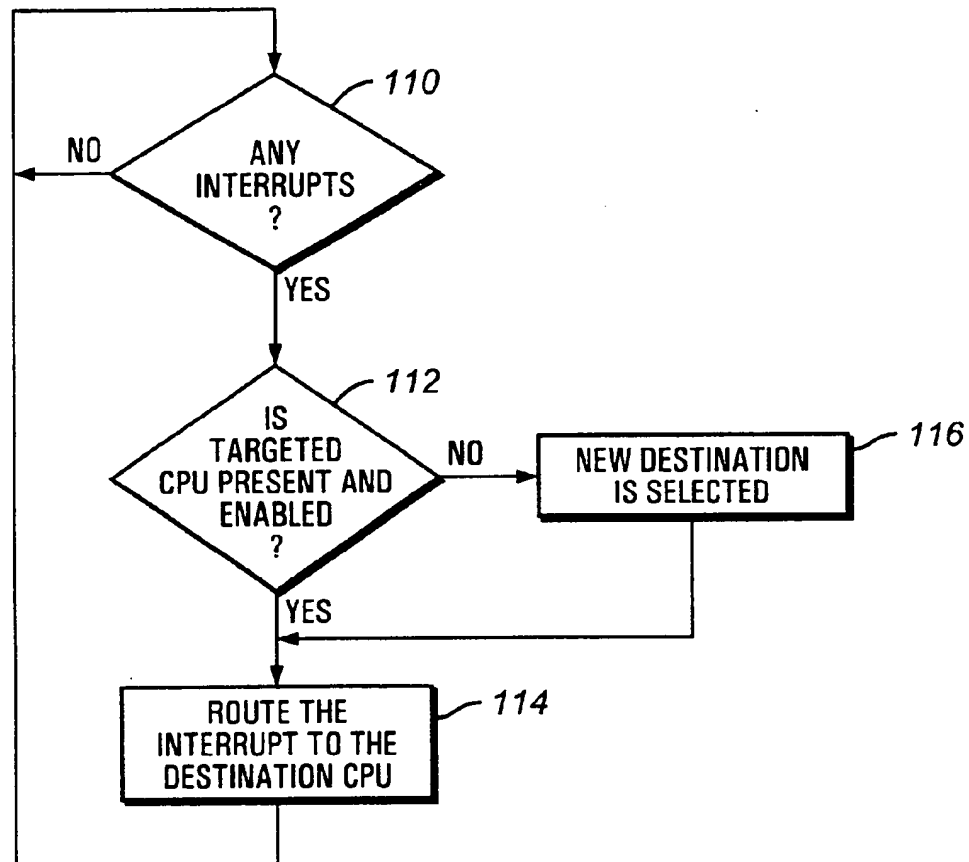 110
ANY
INTERRUPTS
?
NO
YES
112
IS
TARGETED
CPU PRESENT AND
ENABLED
?
NO
116
NEW DESTINATION
IS SELECTED
YES
114
ROUTE THE
INTERRUPT TO THE
DESTINATION CPU